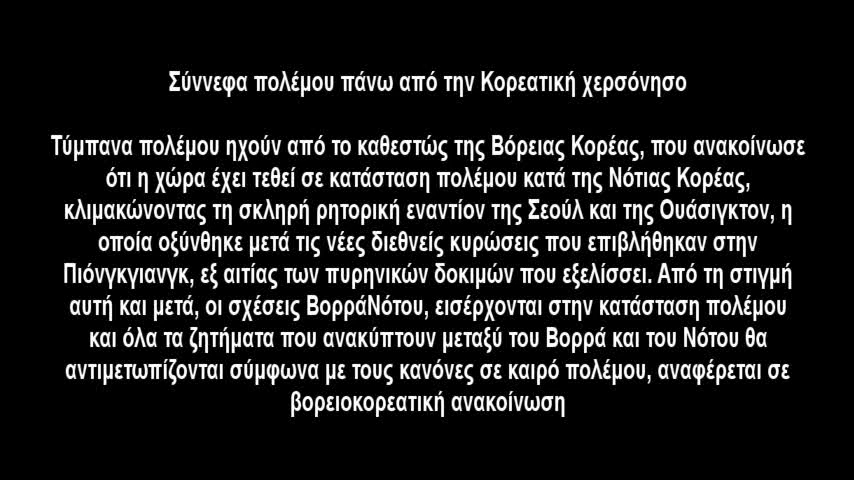 Σύννεφα πολέμου πάνω από την Κορεατική χερσόνησο
Τύμπανα πολέμου ηχούν από το καθεστώς της Βόρειας Κορέας, που ανακοίνωσε
ότι η χώρα έχει τεθεί σε κατάσταση πολέμου κατά της Νότιας Κορέας,
κλιμακώνοντας τη σκληρή ρητορική εναντίον της Σεούλ και της Ουάσιγκτον, η
οποία οξύνθηκε μετά τις νέες διεθνείς κυρώσεις που επιβλήθηκαν στην
Πιόνγκγιανγκ, εξ αιτίας των πυρηνικών δοκιμών που εξελίσσει. Από τη στιγμή
αυτή και μετά, οι σχέσεις ΒορράΝότου, εισέρχονται στην κατάσταση πολέμου
και όλα τα ζητήματα που ανακύπτουν μεταξύ του Βορρά και του Νότου θα
αντιμετωπίζονται σύμφωνα με τους κανόνες σε καιρό πολέμου, αναφέρεται σε
βορειοκορεατική ανακοίνωση